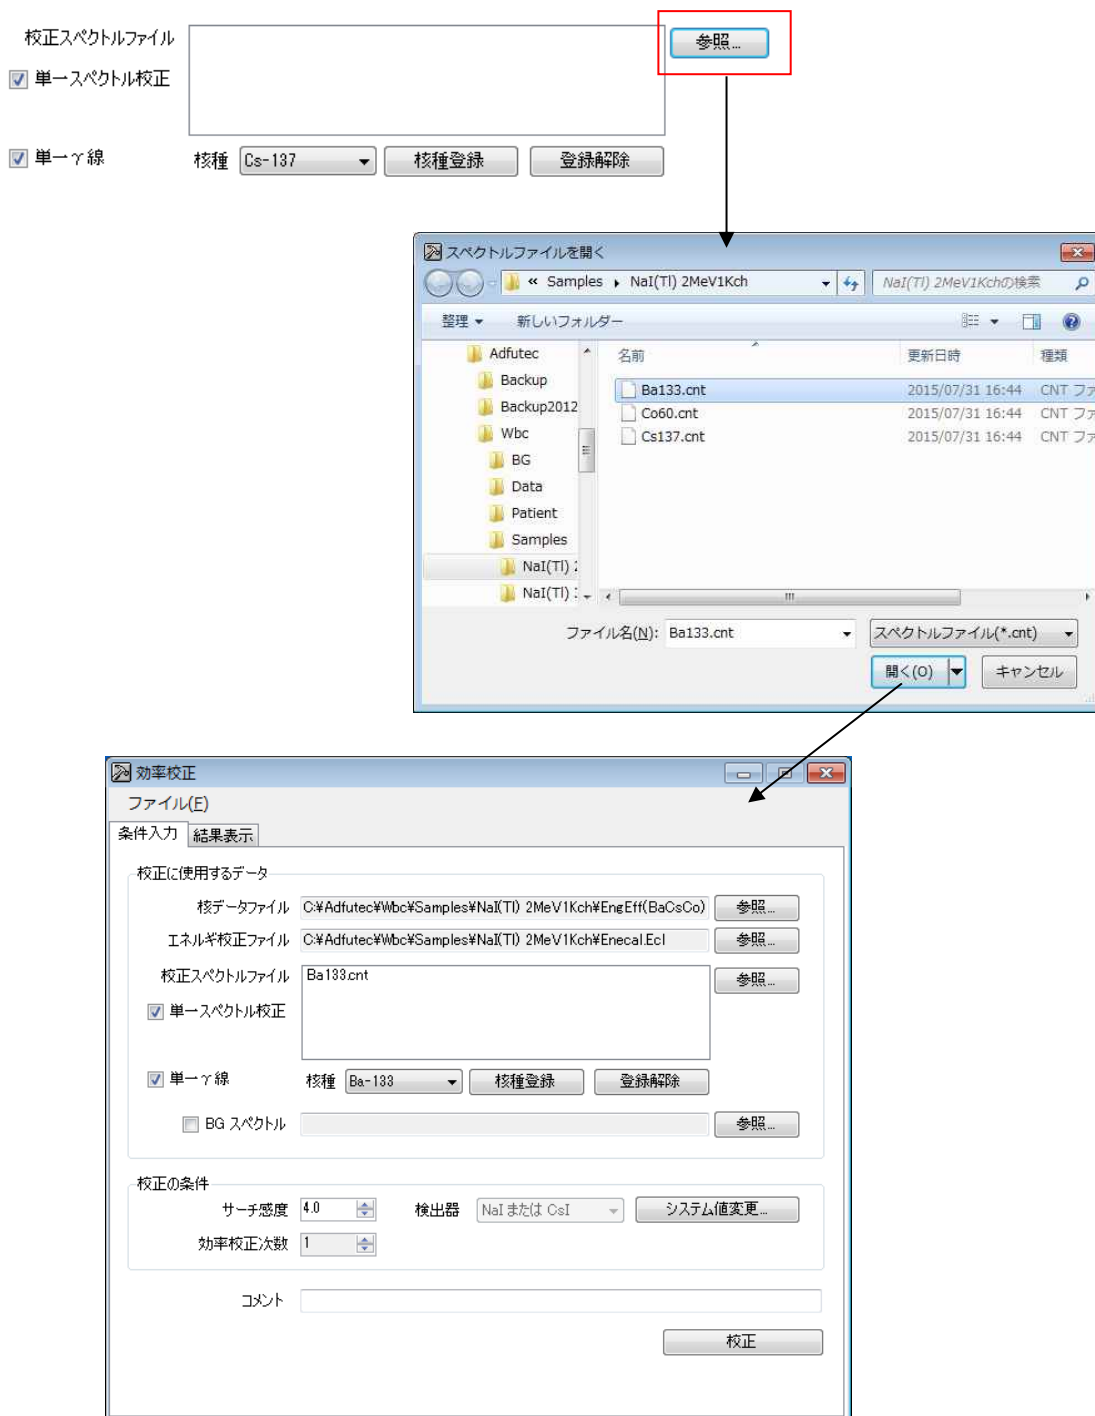 校正スペクトルファイル
参照...
単一スペクトル校正
単一γ線 核種 Cs-137 核種登録 登録解除
スペクトルファイルを開く
« Samples ▸ NaI(Tl) 2MeV1Kch NaI(Tl) 2MeV1Kchの検索
整理 ▾ 新しいフォルダー
Adfutec
Backup
Backup2012
Wbc
BG
Data
Patient
Samples
NaI(Tl) 2
NaI(Tl) :
名前 更新日時 種類
Ba133.cnt 2015/07/31 16:44 CNT ファ
Co60.cnt 2015/07/31 16:44 CNT ファ
Cs137.cnt 2015/07/31 16:44 CNT ファ
ファイル名(N): Ba133.cnt スペクトルファイル(*.cnt)
開く(O) キャンセル
効率校正
ファイル(F)
条件入力 結果表示
校正に使用するデータ
核データファイル C:¥Adfutec¥Wbc¥Samples¥NaI(Tl) 2MeV1Kch¥EngEff(BaCsCo) 参照...
エネルギ校正ファイル C:¥Adfutec¥Wbc¥Samples¥NaI(Tl) 2MeV1Kch¥Enecal.Ecl 参照...
校正スペクトルファイル Ba133.cnt 参照...
単一スペクトル校正
単一γ線 核種 Ba-133 核種登録 登録解除
BG スペクトル 参照...
校正の条件
サーチ感度 4.0 検出器 NaI または CsI システム値変更...
効率校正次数 1
コメント
校正